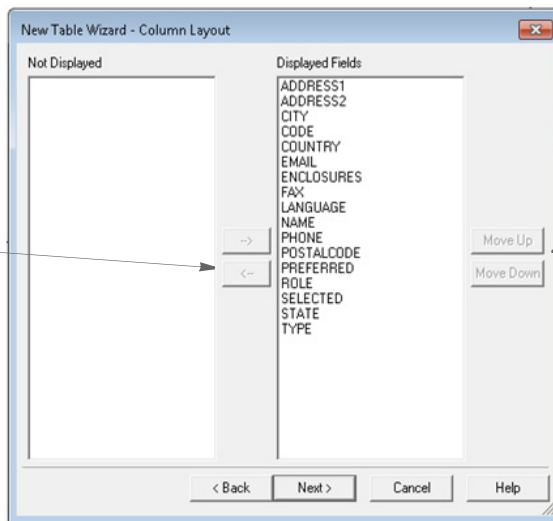 New Table Wizard - Column Layout
Not Displayed
Displayed Fields
ADDRESS1
ADDRESS2
CITY
CODE
COUNTRY
EMAIL
ENCLOSURES
FAX
LANGUAGE
NAME
PHONE
POSTALCODE
PREFERRED
ROLE
SELECTED
STATE
TYPE
-->
<--
Move Up
Move Down
< Back
Next >
Cancel
Help